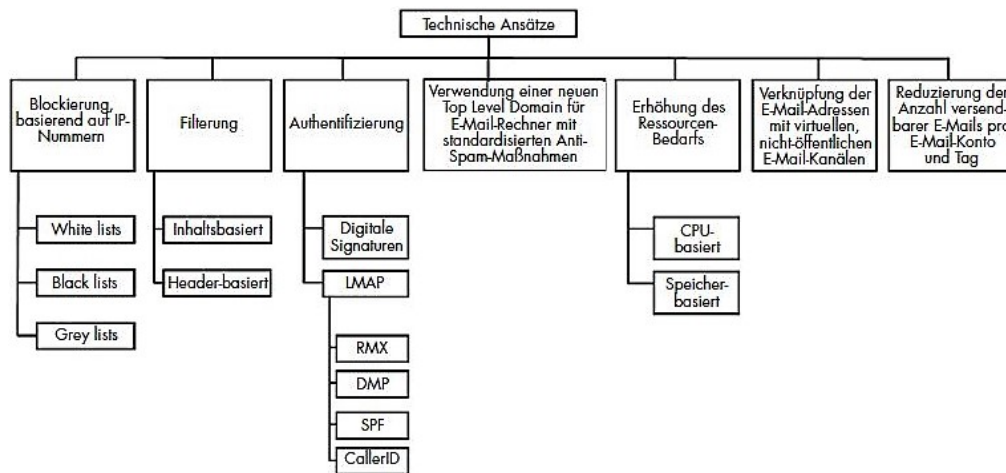 Technische Ansätze
Blockierung,
basierend auf IP-
Nummern
White lists
Black lists
Grey lists
Filterung
Inhaltsbasiert
Header-basiert
Authentifizierung
Digitale
Signaturen
LMAP
RMX
DMP
SPF
CallerID
Verwendung einer neuen
Top Level Domain für
E-Mail-Rechner mit
standardisierten Anti-
Spam-Maßnahmen
Erhöhung des
Ressourcen-
Bedarfs
CPU-
basiert
Speicher-
basiert
Verknüpfung der
E-Mail-Adressen
mit virtuellen,
nicht-öffentlichen
E-Mail-Kanälen
Reduzierung der
Anzahl versend-
barer E-Mails pro
E-Mail-Konto
und Tag